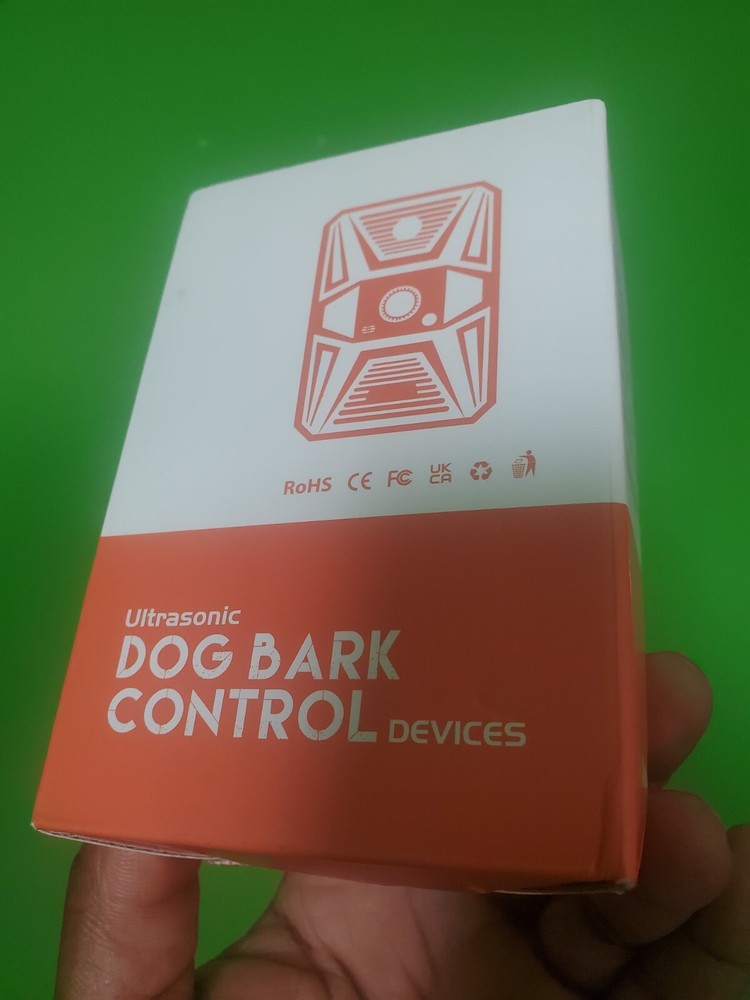 RoHS CE FC UK
CA
Ultrasonic
DOG BARK
CONTROL DEVICES